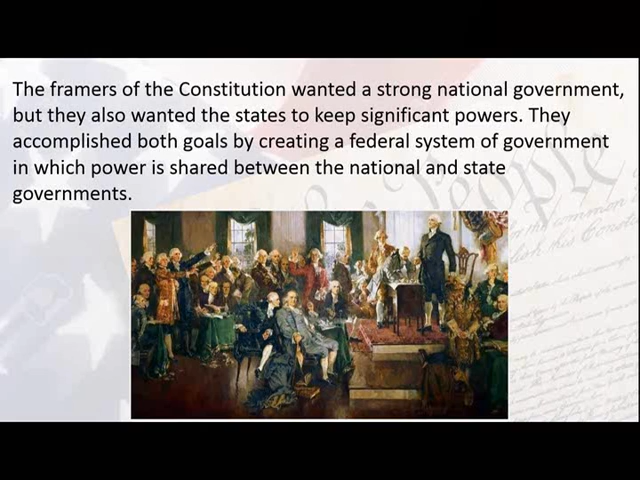 The framers of the Constitution wanted a strong national government,
but they also wanted the states to keep significant powers. They
accomplished both goals by creating a federal system of government
in which power is shared between the national and state
governments.
People